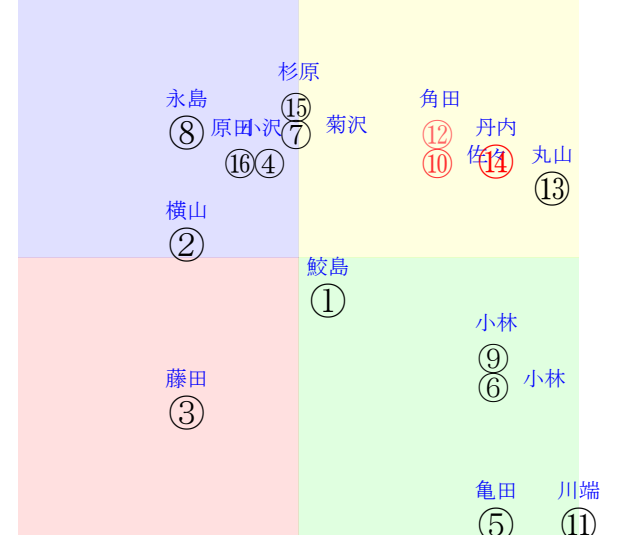 杉原
永島
⑮
角田
原田
小沢
菊沢
丹内
⑧
⑦
⑫
佐々
丸山
⑯
④
⑩
⑭
⑬
横山
②
鮫島
①
小林
⑨
藤田
⑥
小林
③
亀田
川端
⑤
⑪